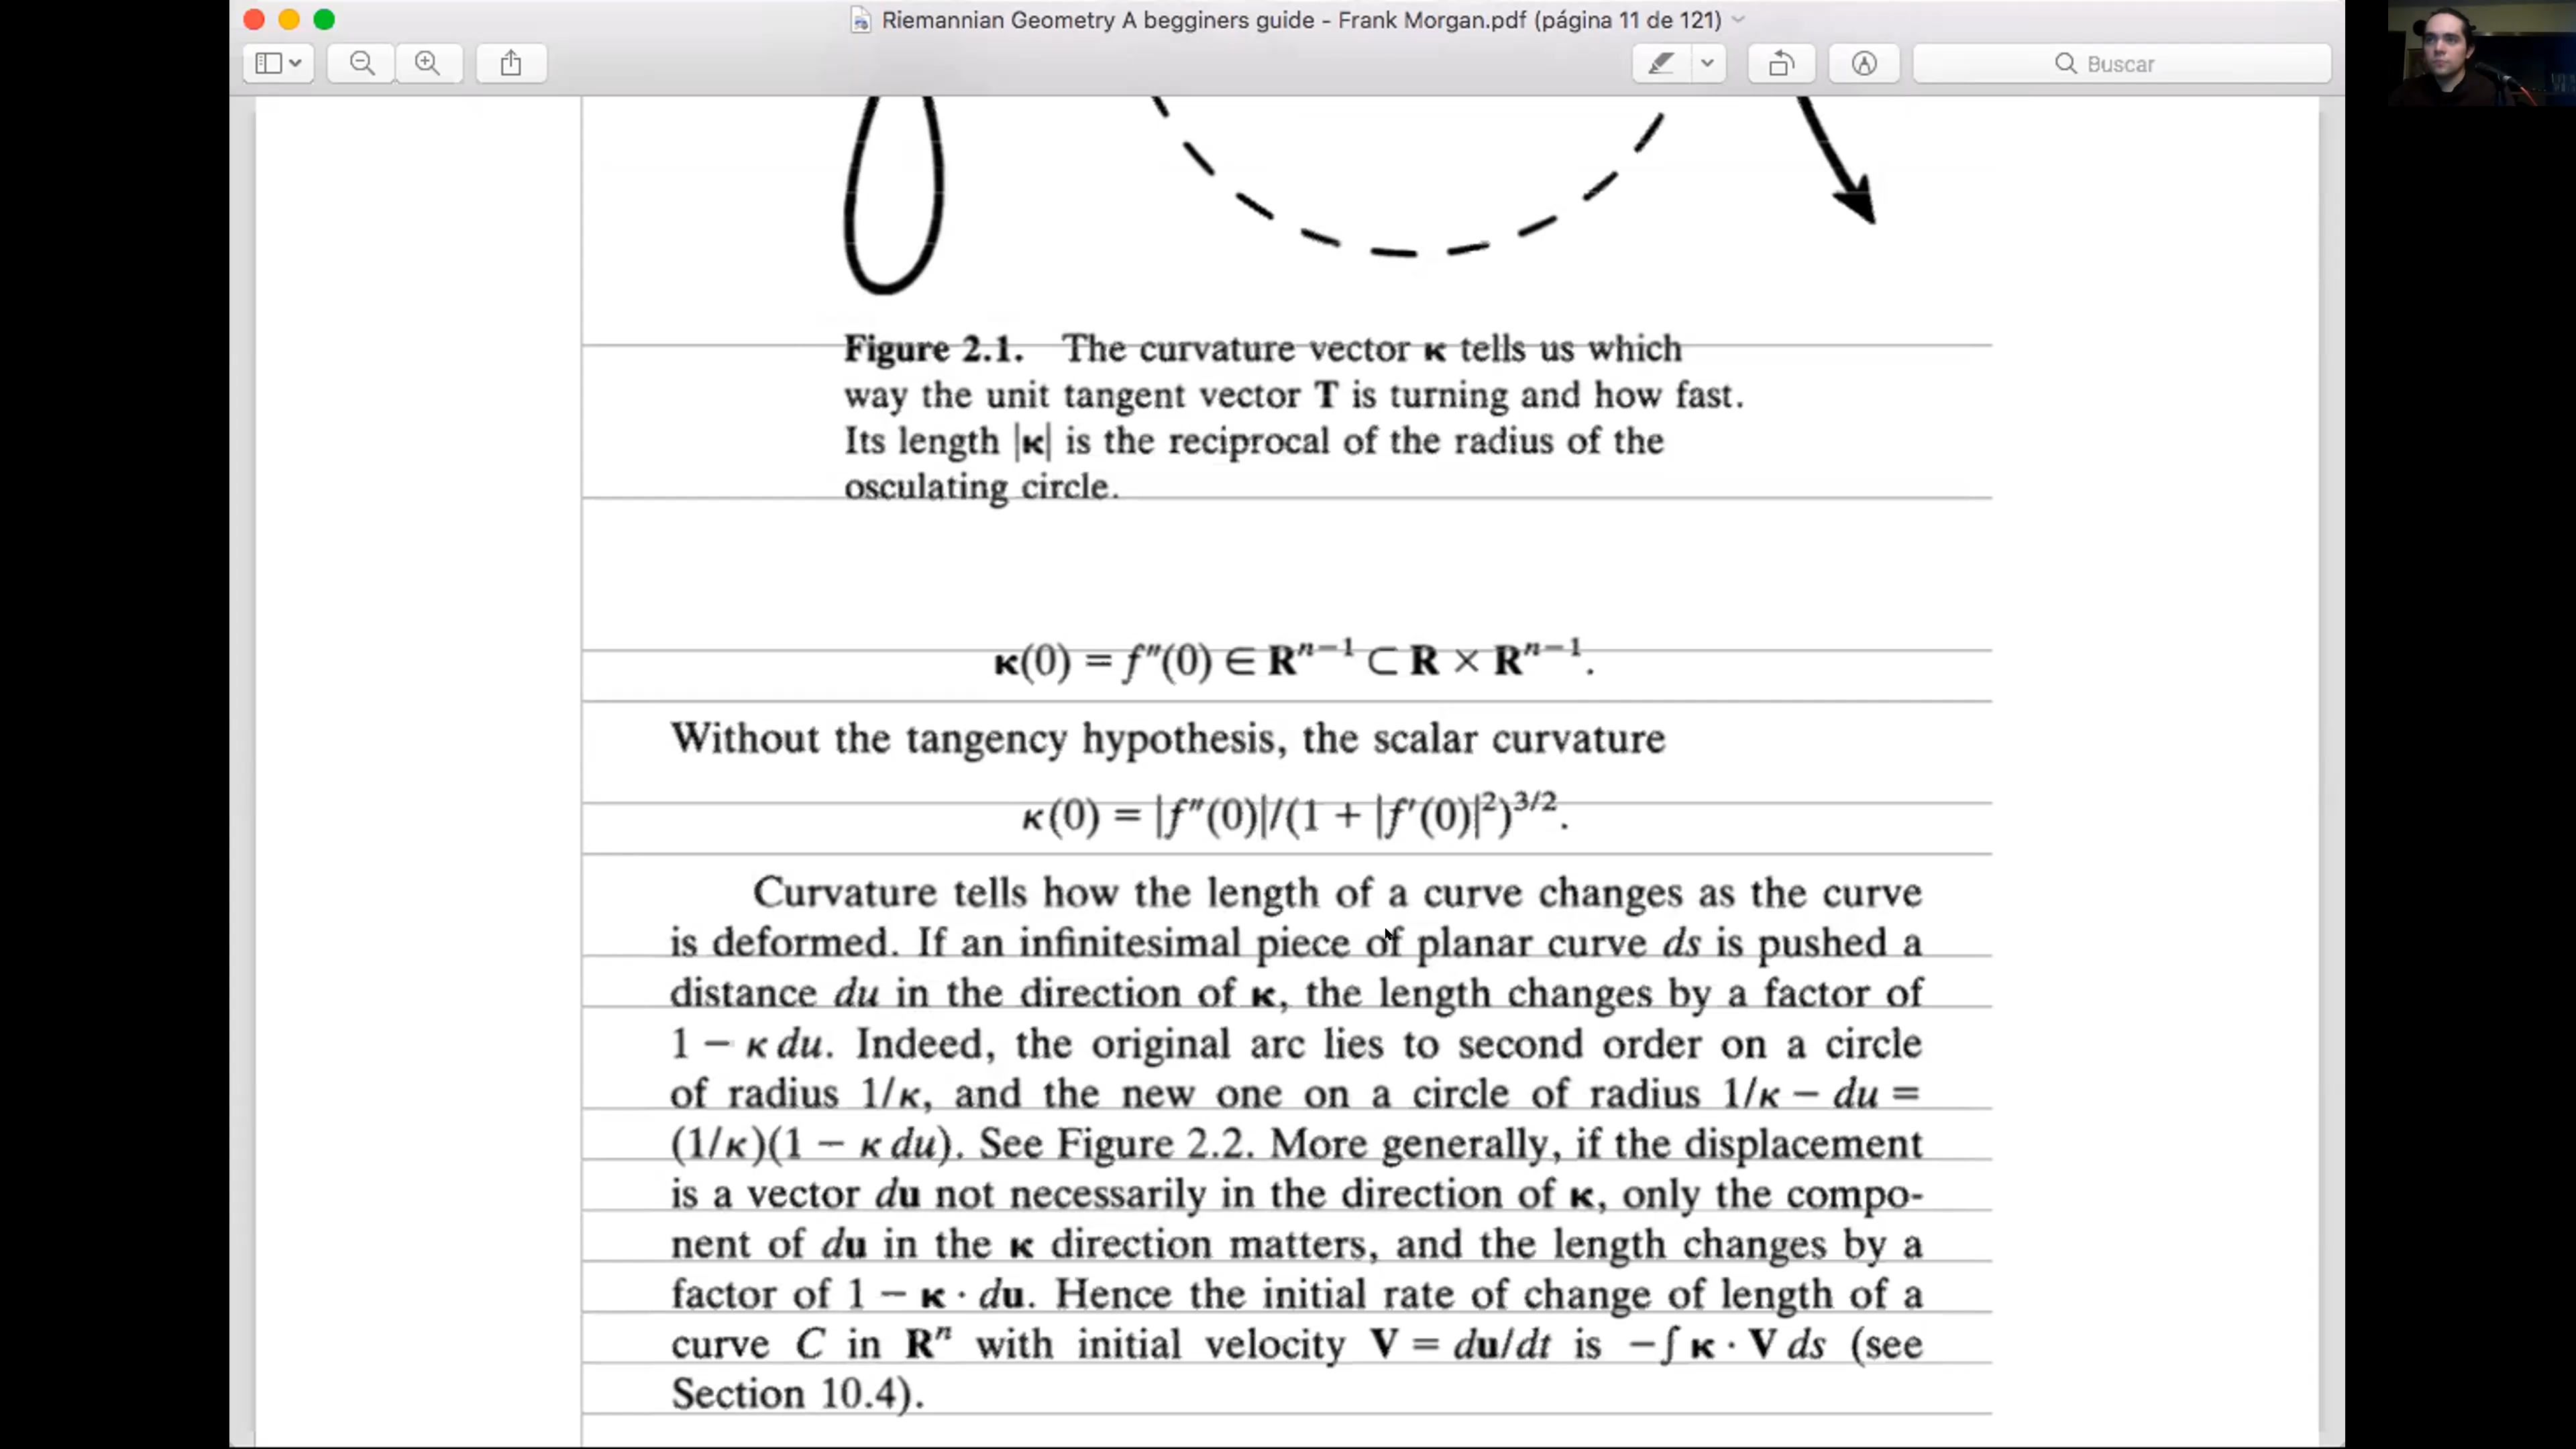 Riemannian Geometry A begginers guide - Frank Morgan.pdf (página 11 de 121)
Buscar
Figure 2.1. The curvature vector κ tells us which
way the unit tangent vector T is turning and how fast.
Its length |κ| is the reciprocal of the radius of the
osculating circle.
κ(0) = f″(0) ∈ Rⁿ⁻¹ ⊂ R × Rⁿ⁻¹.
Without the tangency hypothesis, the scalar curvature
κ(0) = |f″(0)|/(1 + |f′(0)|²)³ᐟ².
Curvature tells how the length of a curve changes as the curve
is deformed. If an infinitesimal piece of planar curve ds is pushed a
distance du in the direction of κ, the length changes by a factor of
1 − κ du. Indeed, the original arc lies to second order on a circle
of radius 1/κ, and the new one on a circle of radius 1/κ − du =
(1/κ)(1 − κ du). See Figure 2.2. More generally, if the displacement
is a vector du not necessarily in the direction of κ, only the compo-
nent of du in the κ direction matters, and the length changes by a
factor of 1 − κ · du. Hence the initial rate of change of length of a
curve C in Rⁿ with initial velocity V = du/dt is −∫ κ · V ds (see
Section 10.4).